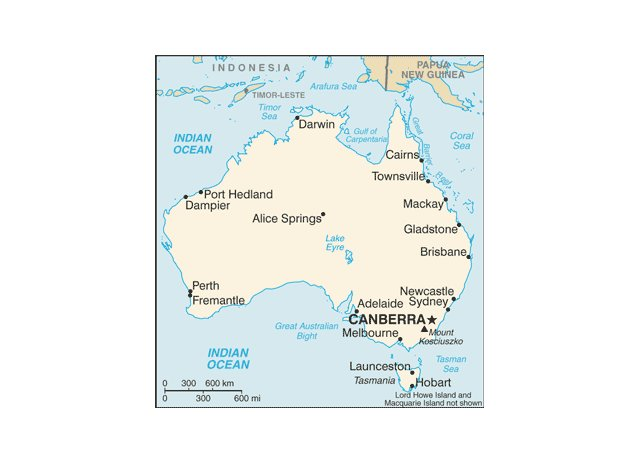 INDONESIA
PAPUA
NEW GUINEA
Arafura Sea
TIMOR-LESTE
Timor
Sea
Darwin
Gulf of
Carpentaria
Great
Barrier
Reef
Coral
Sea
INDIAN
OCEAN
Cairns
Townsville
Port Hedland
Dampier
Mackay
Alice Springs
Gladstone
Lake
Eyre
Brisbane
Perth
Fremantle
Newcastle
Adelaide
Sydney
CANBERRA
Great Australian
Bight
Melbourne
Mount
Kosciuszko
INDIAN
OCEAN
Tasman
Sea
Launceston
Tasmania
Hobart
0 300 600 km
0 300 600 mi
Lord Howe Island and
Macquarie Island not shown